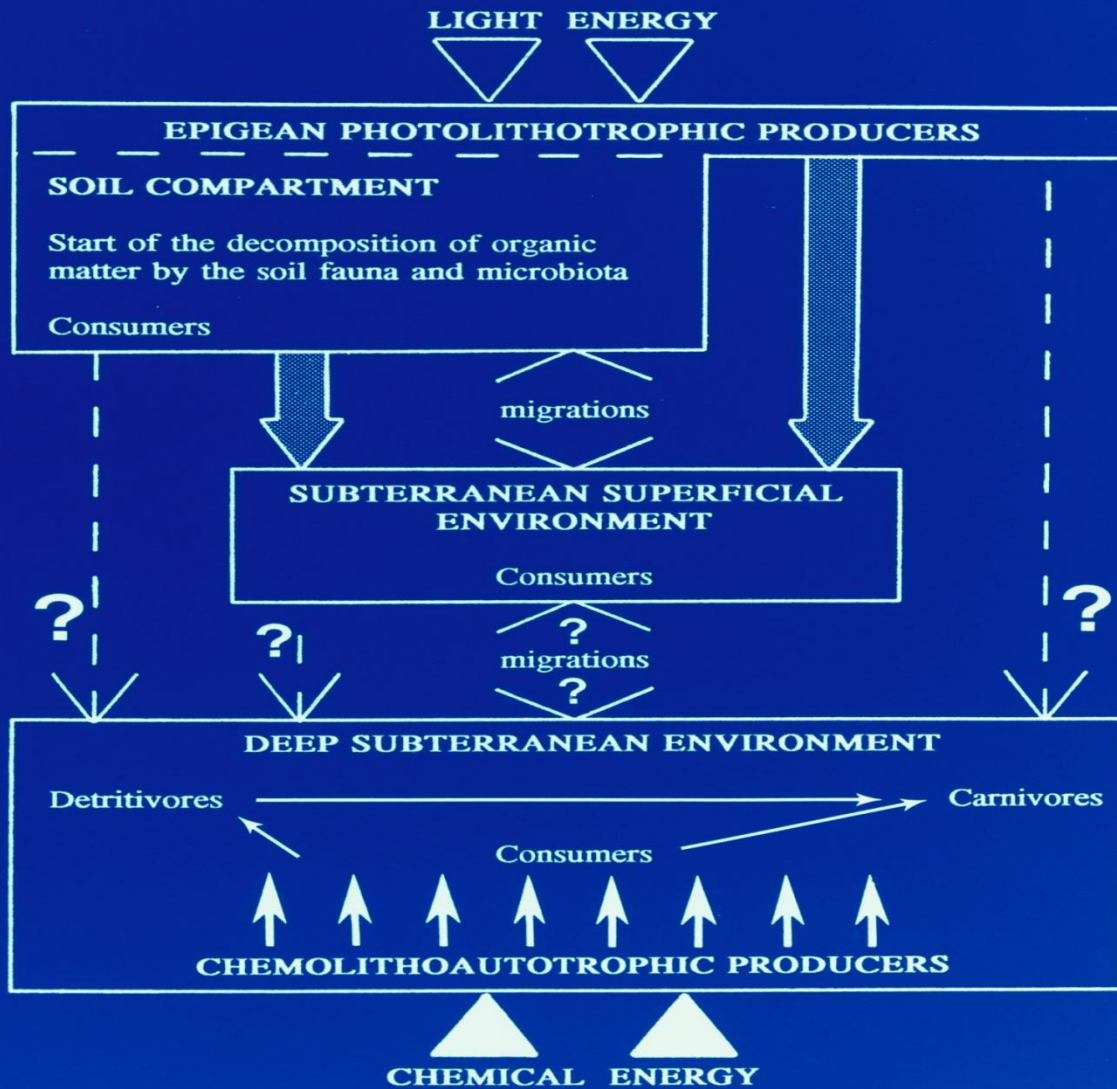 LIGHT ENERGY
EPIGEAN PHOTOLITHOTROPHIC PRODUCERS
SOIL COMPARTMENT
Start of the decomposition of organic
matter by the soil fauna and microbiota
Consumers
migrations
SUBTERRANEAN SUPERFICIAL
ENVIRONMENT
Consumers
?
?
?
?
migrations
?
DEEP SUBTERRANEAN ENVIRONMENT
Detritivores
Carnivores
Consumers
CHEMOLITHOAUTOTROPHIC PRODUCERS
CHEMICAL ENERGY